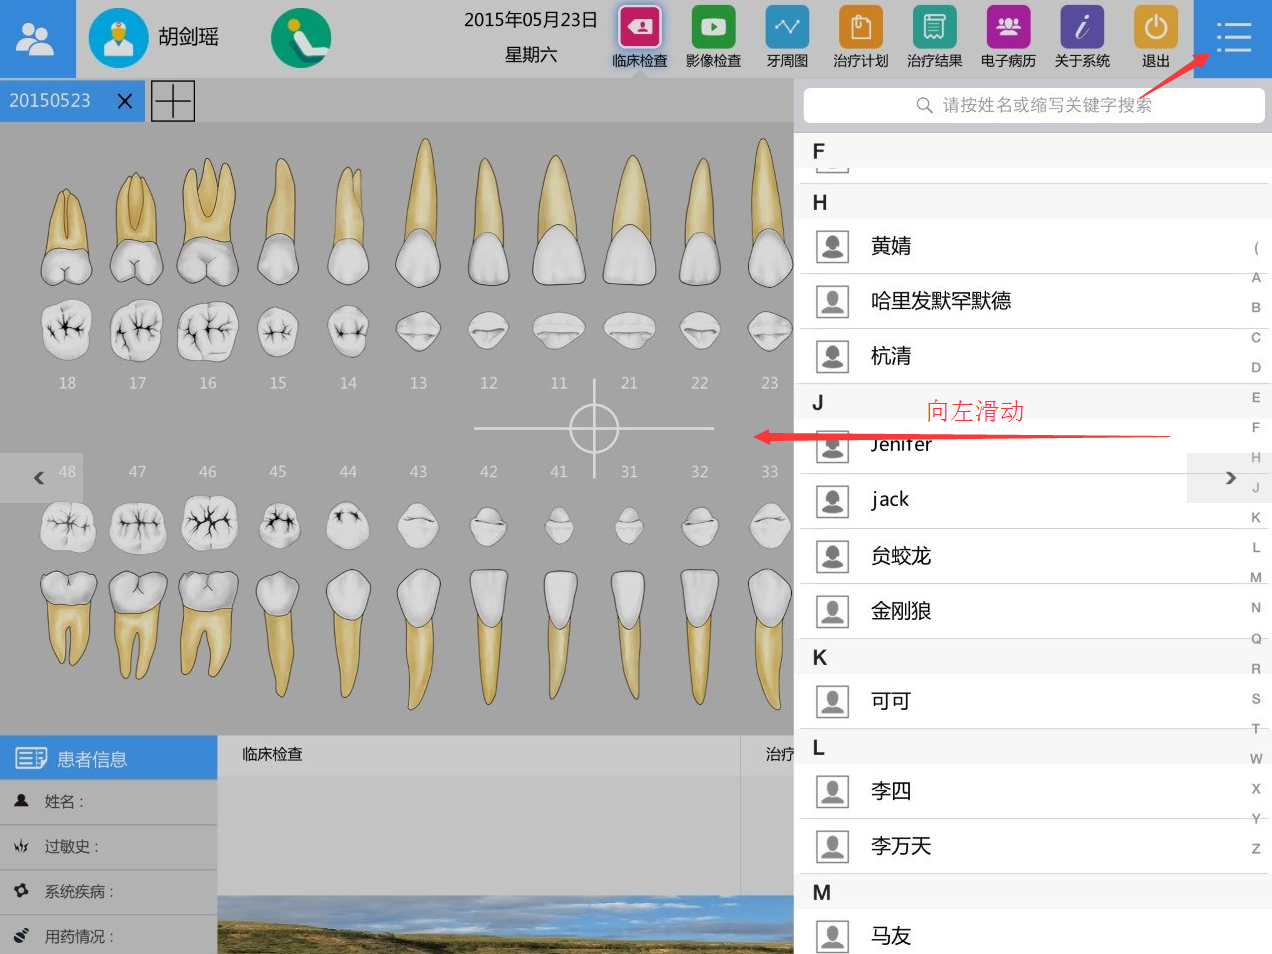 胡剑瑶
2015年05月23日
星期六
临床检查
影像检查
牙周图
治疗计划
治疗结果
电子病历
关于系统
退出
20150523
请按姓名或缩写关键字搜索
F
H
黄婧
哈里发默罕默德
杭清
J
向左滑动
Jenifer
jack
贠蛟龙
金刚狼
K
可可
L
李四
李万天
M
马友
(
A
B
C
D
E
F
H
J
K
L
M
N
Q
R
S
T
W
X
Y
Z
18 17 16 15 14 13 12 11 21 22 23
48 47 46 45 44 43 42 41 31 32 33
患者信息
姓名 :
过敏史 :
系统疾病 :
用药情况 :
临床检查
治疗